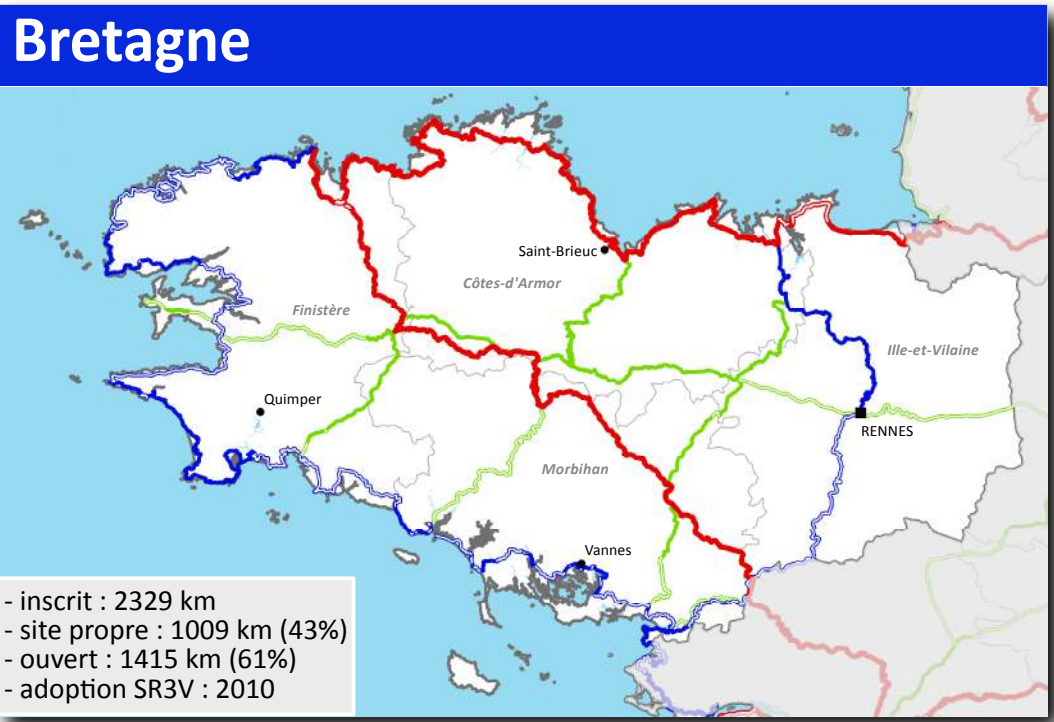 Bretagne
Saint-Brieuc
Côtes-d'Armor
Finistère
Ille-et-Vilaine
Quimper
RENNES
Morbihan
Vannes
- inscrit : 2329 km
- site propre : 1009 km (43%)
- ouvert : 1415 km (61%)
- adoption SR3V : 2010